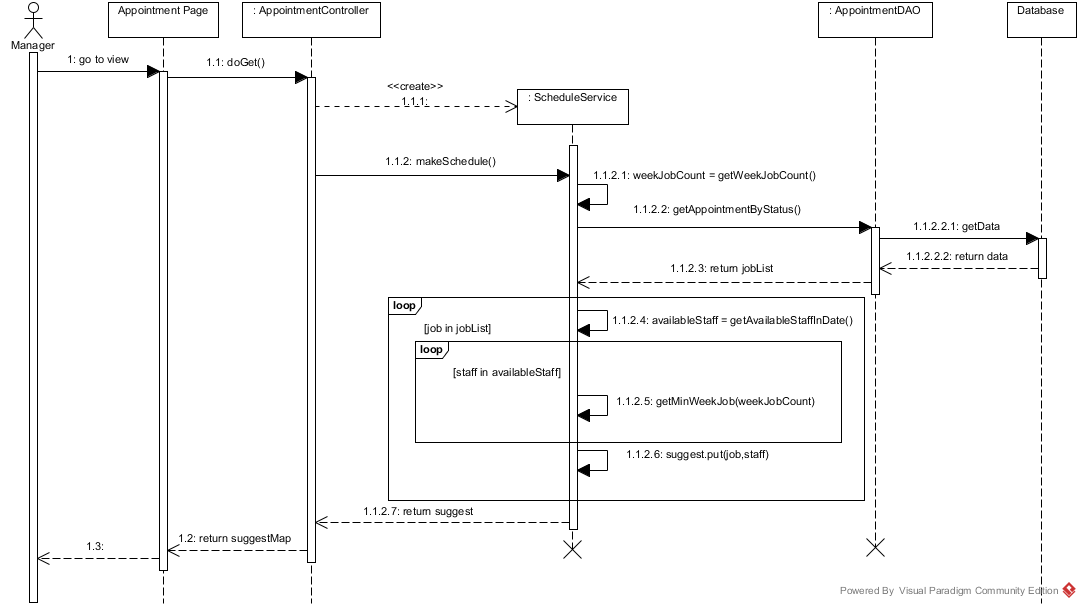 Manager
Appointment Page
: AppointmentController
: AppointmentDAO
Database
1: go to view
1.1: doGet()
<<create>>
1.1.1:
: ScheduleService
1.1.2: makeSchedule()
1.1.2.1: weekJobCount = getWeekJobCount()
1.1.2.2: getAppointmentByStatus()
1.1.2.2.1: getData
1.1.2.2.2: return data
1.1.2.3: return jobList
loop
[job in jobList]
1.1.2.4: availableStaff = getAvailableStaffInDate()
loop
[staff in availableStaff]
1.1.2.5: getMinWeekJob(weekJobCount)
1.1.2.6: suggest.put(job,staff)
1.1.2.7: return suggest
1.2: return suggestMap
1.3:
Powered By Visual Paradigm Community Edition